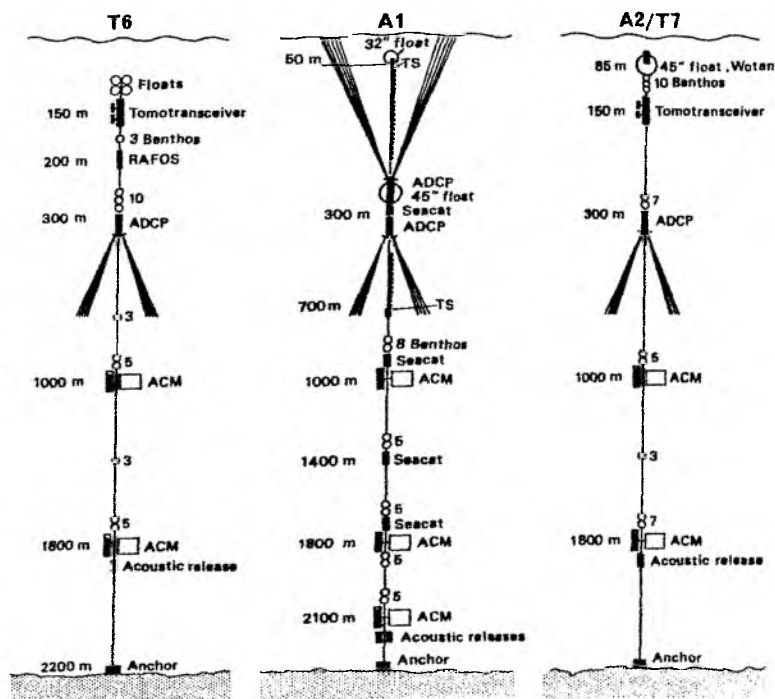 T6
Floats
150 m
Tomotransceiver
3 Benthos
200 m
RAFOS
10
300 m
ADCP
3
5
1000 m
ACM
3
5
1800 m
ACM
Acoustic release
2200 m
Anchor
A1
32" float
50 m
TS
ADCP
45" float
300 m
Seacat
ADCP
700m
TS
8 Benthos
Seacat
1000 m
ACM
5
1400 m
Seacat
5
Seacat
1800 m
ACM
5
5
2100 m
ACM
Acoustic releases
Anchor
A2/T7
85 m
45" float, Wotan
10 Benthos
150 m
Tomotransceiver
7
300 m
ADCP
5
1000 m
ACM
3
7
1800 m
ACM
Acoustic release
Anchor